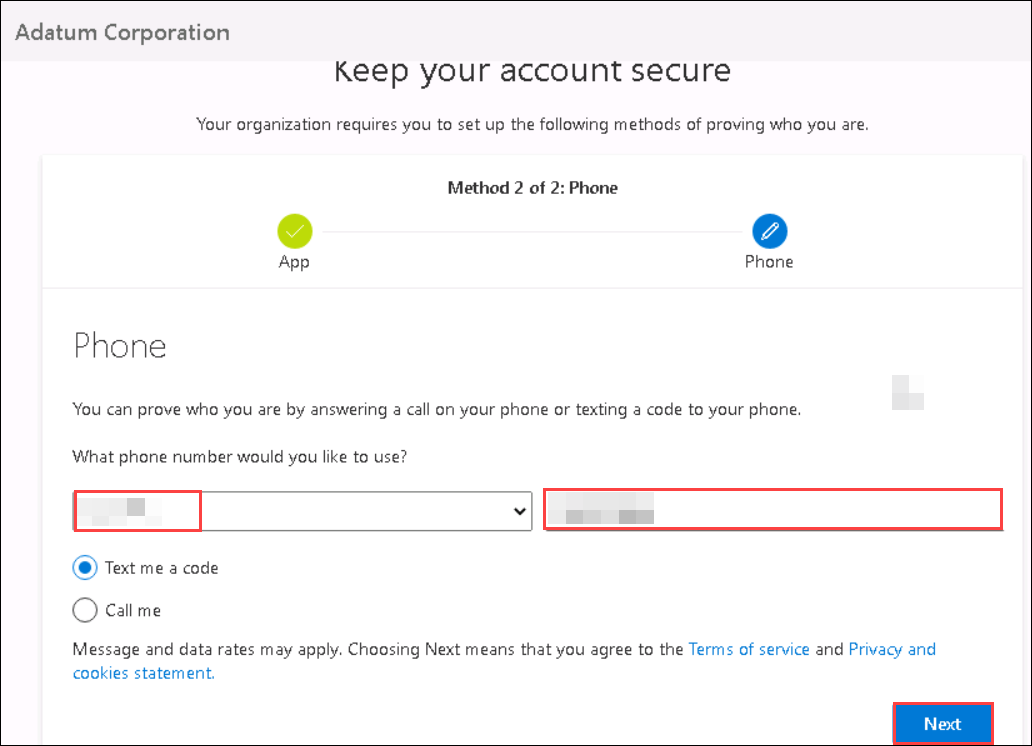 Adatum Corporation
Keep your account secure
Your organization requires you to set up the following methods of proving who you are.
Method 2 of 2: Phone
App
Phone
Phone
You can prove who you are by answering a call on your phone or texting a code to your phone.
What phone number would you like to use?
Text me a code
Call me
Message and data rates may apply. Choosing Next means that you agree to the Terms of service and Privacy and
cookies statement.
Next